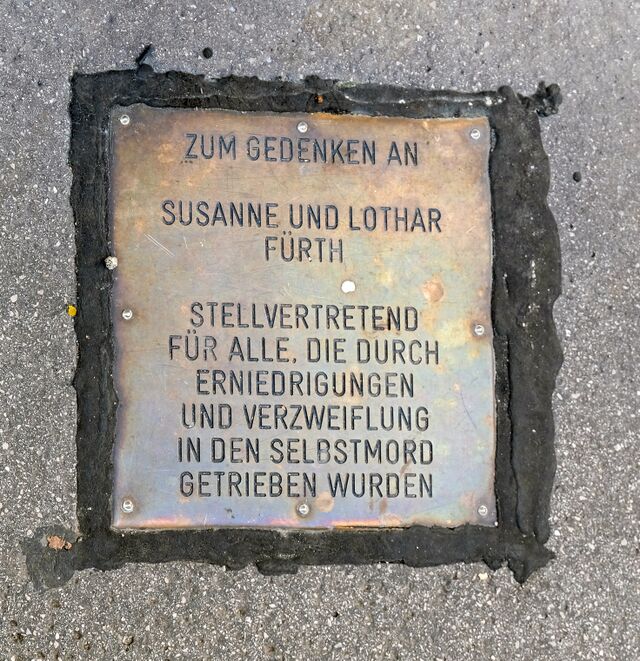 ZUM GEDENKEN AN
SUSANNE UND LOTHAR
FÜRTH
STELLVERTRETEND
FÜR ALLE, DIE DURCH
ERNIEDRIGUNGEN
UND VERZWEIFLUNG
IN DEN SELBSTMORD
GETRIEBEN WURDEN